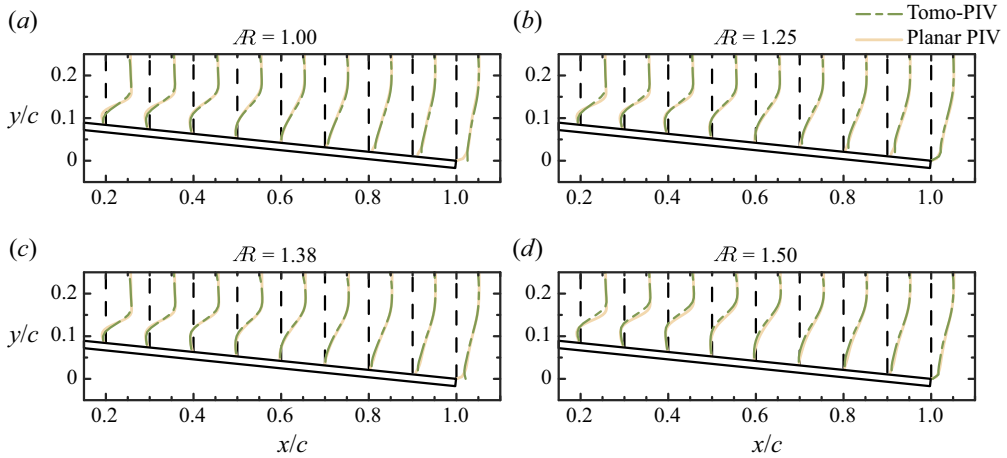 (a)
Æ = 1.00
(b)
Æ = 1.25
Tomo-PIV
Planar PIV
y/c
0.2
0.1
0
0.2
0.1
0
0.2 0.4 0.6 0.8 1.0
0.2 0.4 0.6 0.8 1.0
(c)
Æ = 1.38
(d)
Æ = 1.50
y/c
0.2
0.1
0
0.2
0.1
0
0.2 0.4 0.6 0.8 1.0
0.2 0.4 0.6 0.8 1.0
x/c
x/c